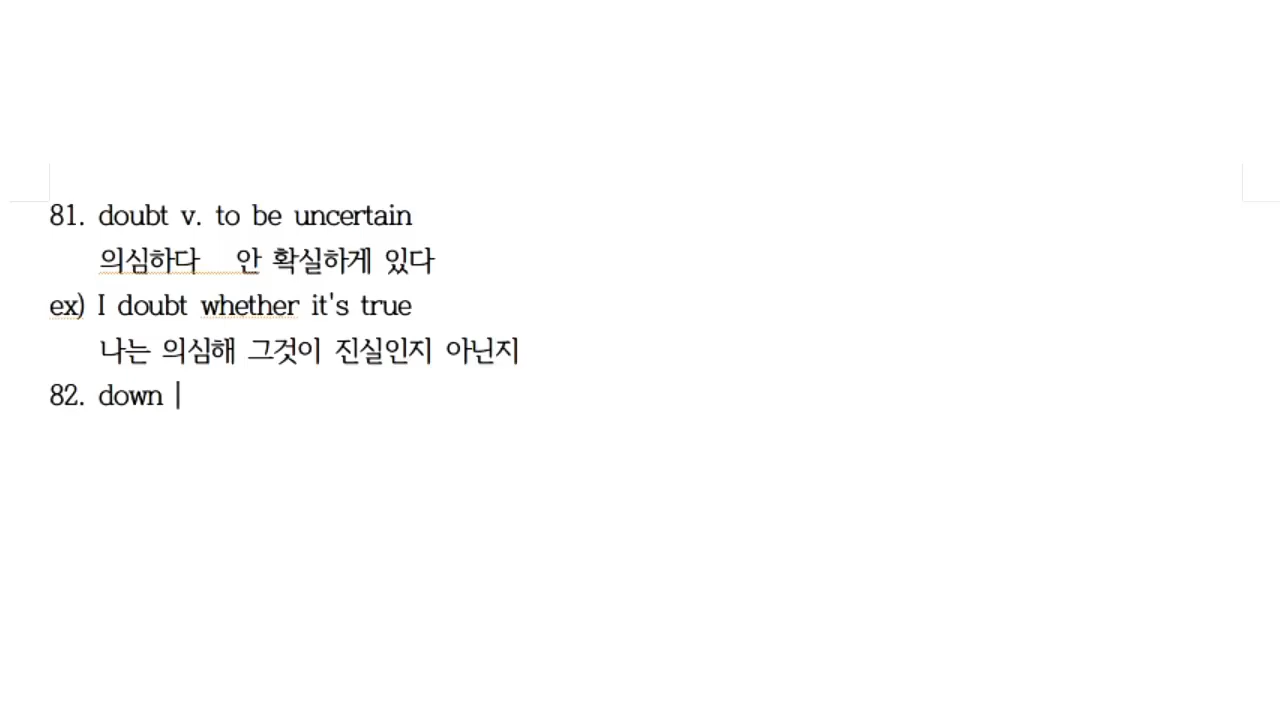 81. doubt v. to be uncertain
의심하다 안 확실하게 있다
ex) I doubt whether it's true
나는 의심해 그것이 진실인지 아닌지
82. down